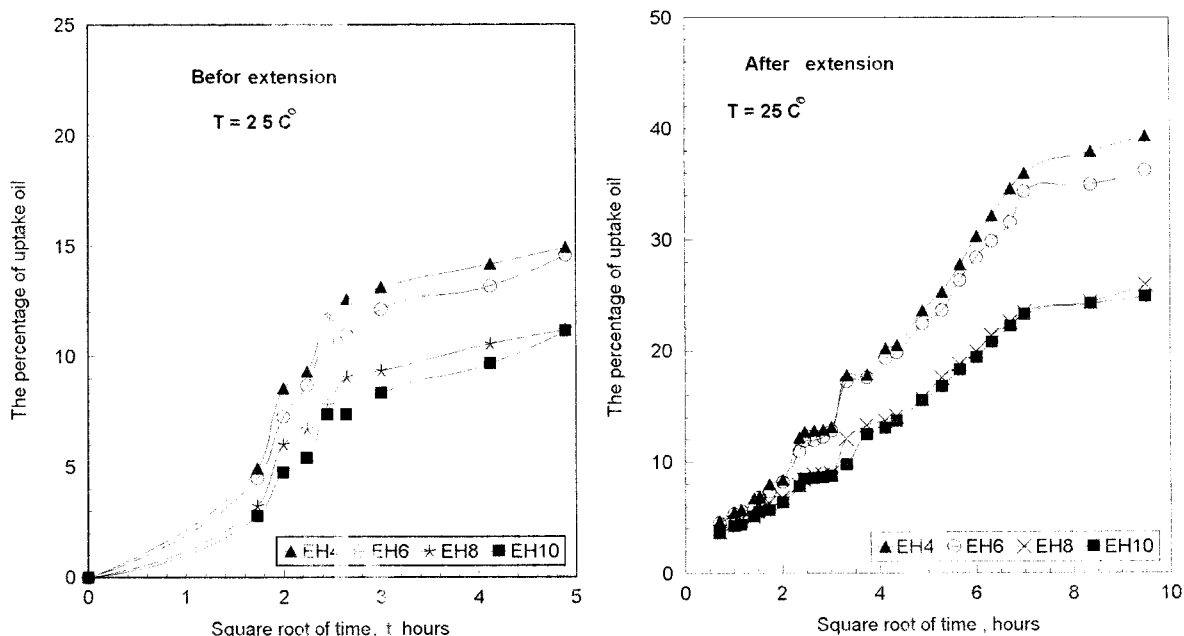 25
20
15
10
5
0
The percentage of uptake oil
Befor extension
T = 2 5 C°
EH4 EH6 EH8 EH10
0 1 2 3 4 5
Square root of time, t hours
50
40
30
20
10
0
The percentage of uptake oil
After extension
T = 25 C°
EH4 EH6 EH8 EH10
0 2 4 6 8 10
Square root of time , hours